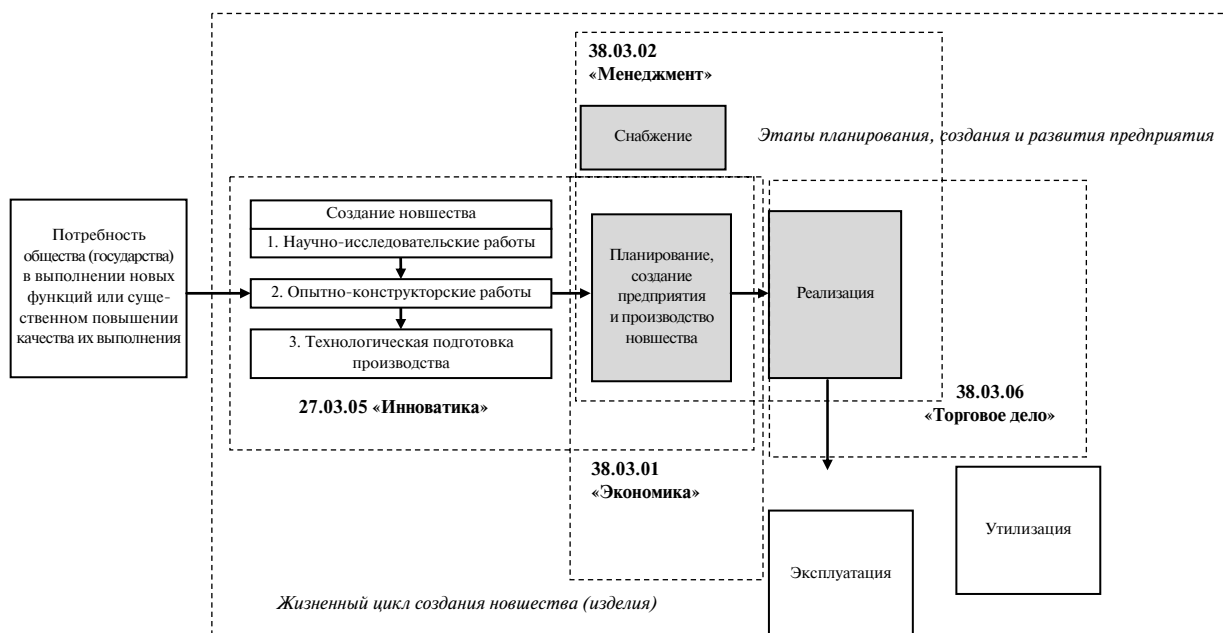 38.03.02
«Менеджмент»
Снабжение
Этапы планирования, создания и развития предприятия
Потребность
общества (государства)
в выполнении новых
функций или суще-
ственном повышении
качества их выполнения
Создание новшества
1. Научно-исследовательские работы
2. Опытно-конструкторские работы
3. Технологическая подготовка
производства
27.03.05 «Инноватика»
Планирование,
создание
предприятия
и производство
новшества
Реализация
38.03.06
«Торговое дело»
38.03.01
«Экономика»
Эксплуатация
Утилизация
Жизненный цикл создания новшества (изделия)